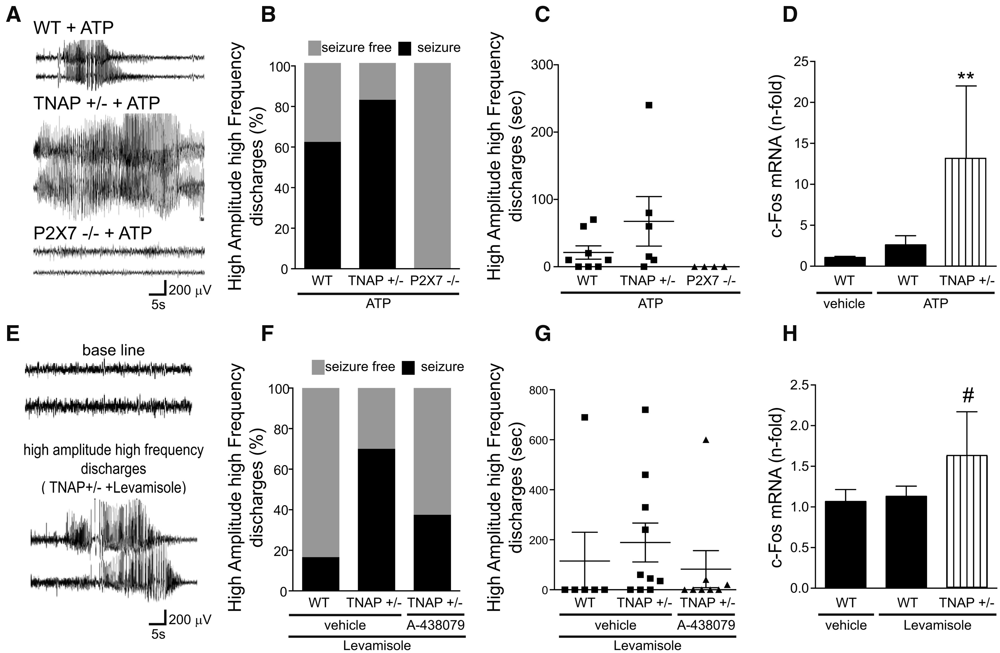 A
WT + ATP
TNAP +/- + ATP
P2X7 -/- + ATP
200 μV
5s
B
seizure free
seizure
High Amplitude high Frequency
discharges (%)
100
80
60
40
20
0
WT
TNAP +/-
P2X7 -/-
ATP
C
High Amplitude high Frequency
discharges (sec)
300
200
100
0
WT
TNAP +/-
P2X7 -/-
ATP
D
c-Fos mRNA (n-fold)
25
20
15
10
5
0
**
WT
WT
TNAP +/-
vehicle
ATP
E
base line
high amplitude high frequency
discharges
( TNAP+/- +Levamisole)
200 μV
5s
F
seizure free
seizure
High Amplitude high Frequency
discharges (%)
100
80
60
40
20
0
WT
TNAP +/-
TNAP +/-
vehicle
A-438079
Levamisole
G
High Amplitude high Frequency
discharges (sec)
800
600
400
200
0
WT
TNAP +/-
TNAP +/-
vehicle
A-438079
Levamisole
H
c-Fos mRNA (n-fold)
2.5
2.0
1.5
1.0
0.5
0.0
#
WT
WT
TNAP +/-
vehicle
Levamisole